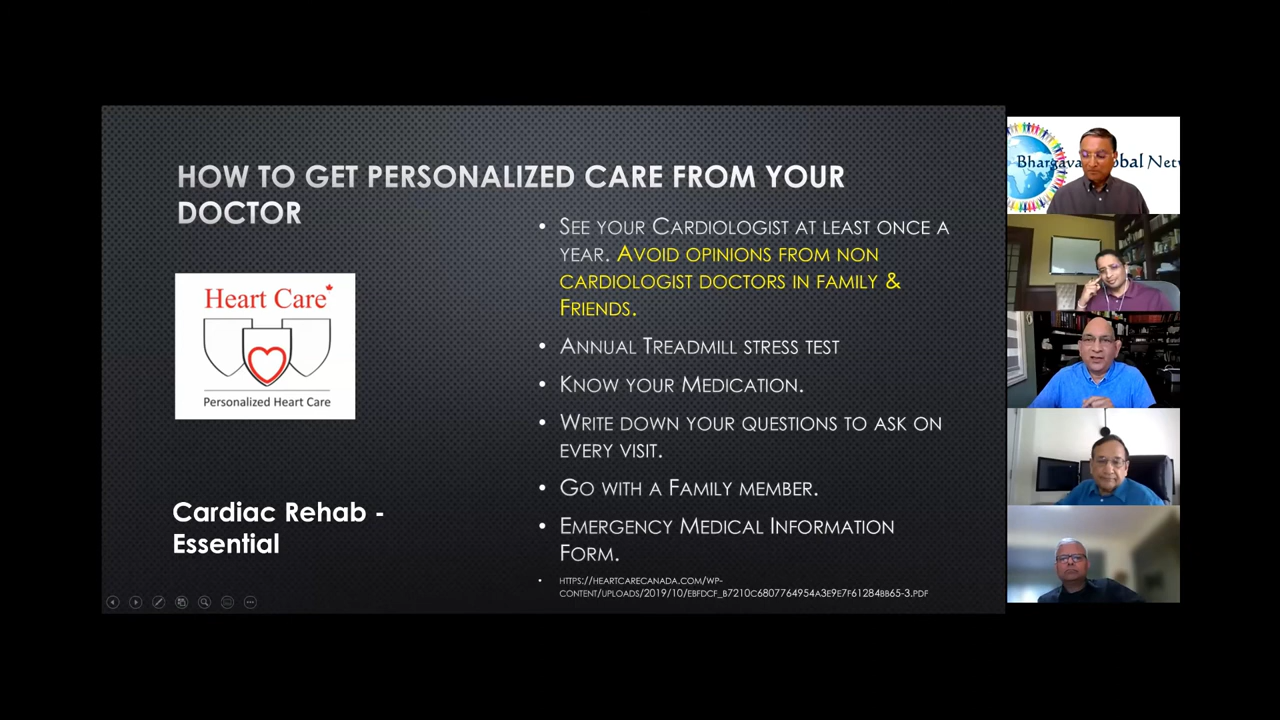 HOW TO GET PERSONALIZED CARE FROM YOUR
DOCTOR
Heart Care
Personalized Heart Care
Cardiac Rehab -
Essential
• SEE YOUR CARDIOLOGIST AT LEAST ONCE A
YEAR. AVOID OPINIONS FROM NON
CARDIOLOGIST DOCTORS IN FAMILY &
FRIENDS.
• ANNUAL TREADMILL STRESS TEST
• KNOW YOUR MEDICATION.
• WRITE DOWN YOUR QUESTIONS TO ASK ON
EVERY VISIT.
• GO WITH A FAMILY MEMBER.
• EMERGENCY MEDICAL INFORMATION
FORM.
• HTTPS://HEARTCARECANADA.COM/WP-
CONTENT/UPLOADS/2019/10/EBFDCF_B7210C6807764954A3E9E7F61284BB65-3.PDF
Bhargava